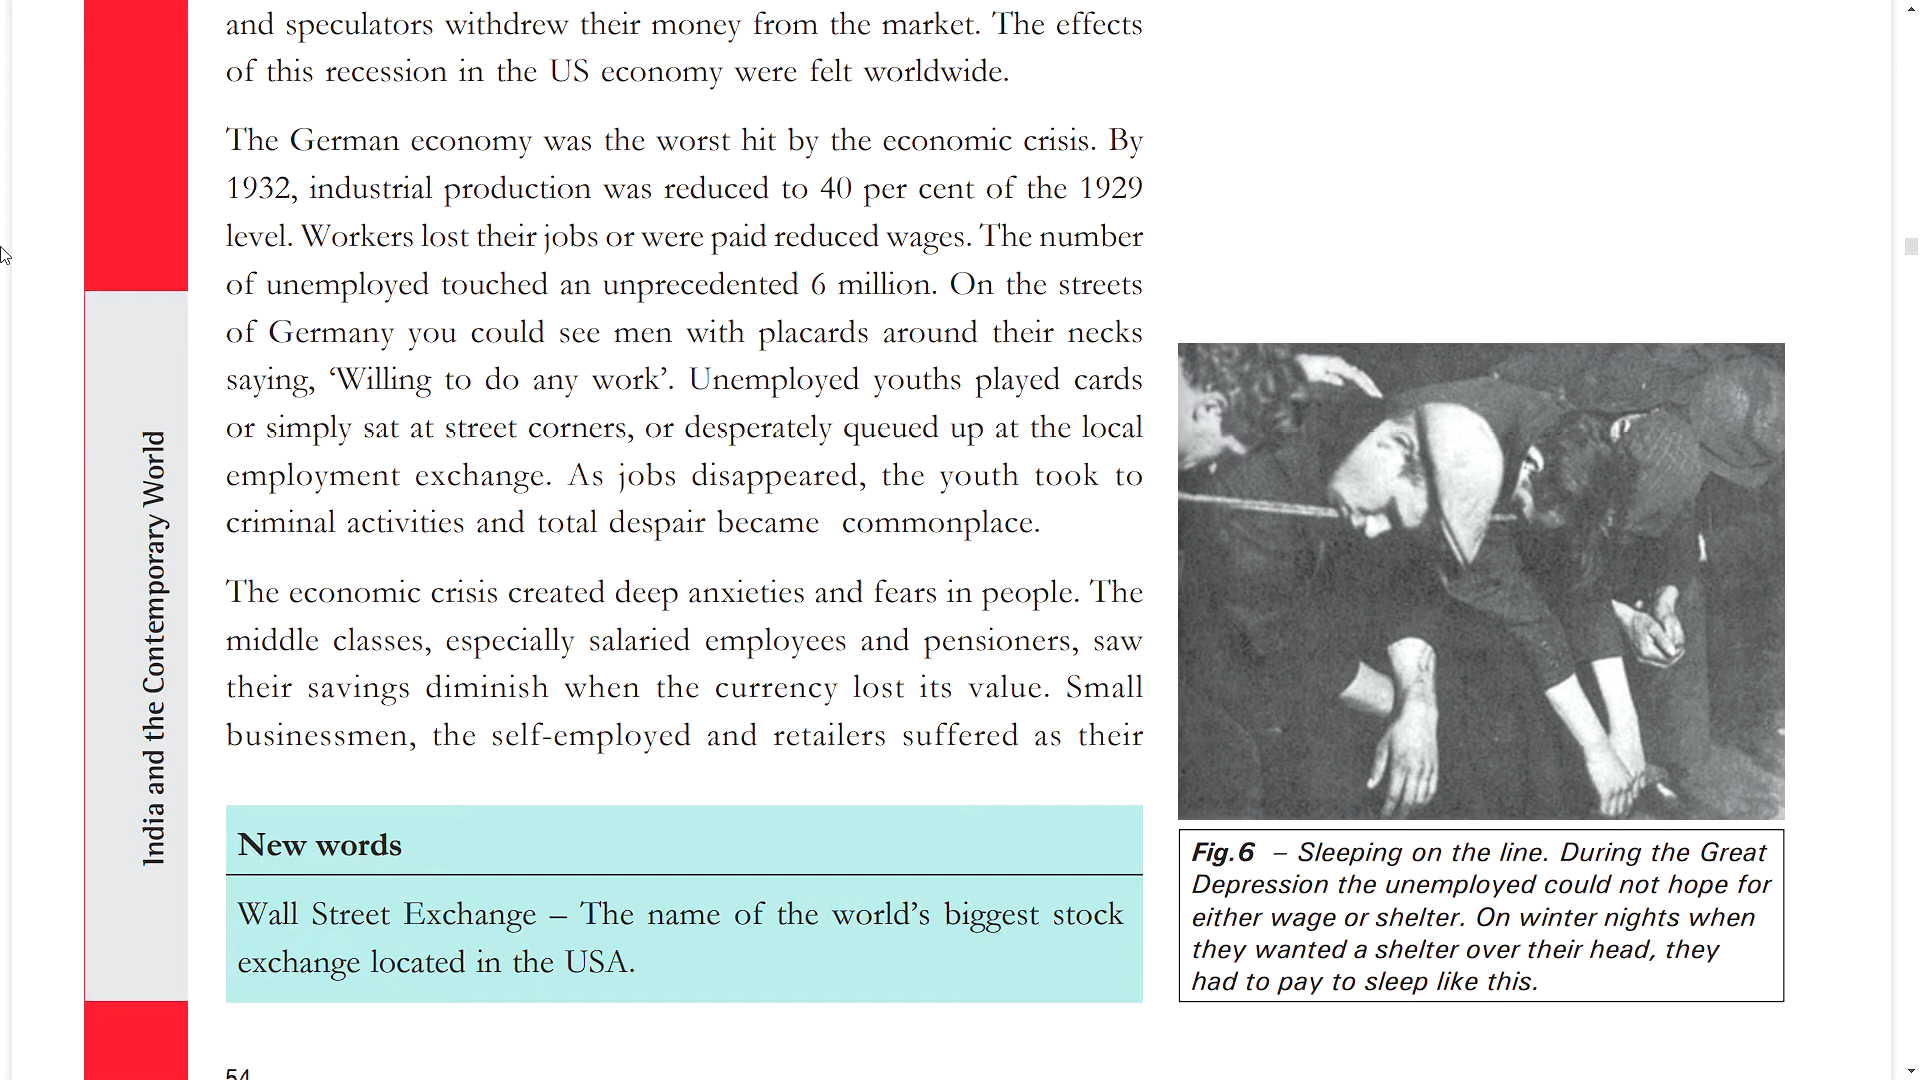 and speculators withdrew their money from the market. The effects
of this recession in the US economy were felt worldwide.
The German economy was the worst hit by the economic crisis. By
1932, industrial production was reduced to 40 per cent of the 1929
level. Workers lost their jobs or were paid reduced wages. The number
of unemployed touched an unprecedented 6 million. On the streets
of Germany you could see men with placards around their necks
saying, ‘Willing to do any work’. Unemployed youths played cards
or simply sat at street corners, or desperately queued up at the local
employment exchange. As jobs disappeared, the youth took to
criminal activities and total despair became commonplace.
The economic crisis created deep anxieties and fears in people. The
middle classes, especially salaried employees and pensioners, saw
their savings diminish when the currency lost its value. Small
businessmen, the self-employed and retailers suffered as their
New words
Wall Street Exchange – The name of the world’s biggest stock
exchange located in the USA.
Fig.6 – Sleeping on the line. During the Great
Depression the unemployed could not hope for
either wage or shelter. On winter nights when
they wanted a shelter over their head, they
had to pay to sleep like this.
India and the Contemporary World
54